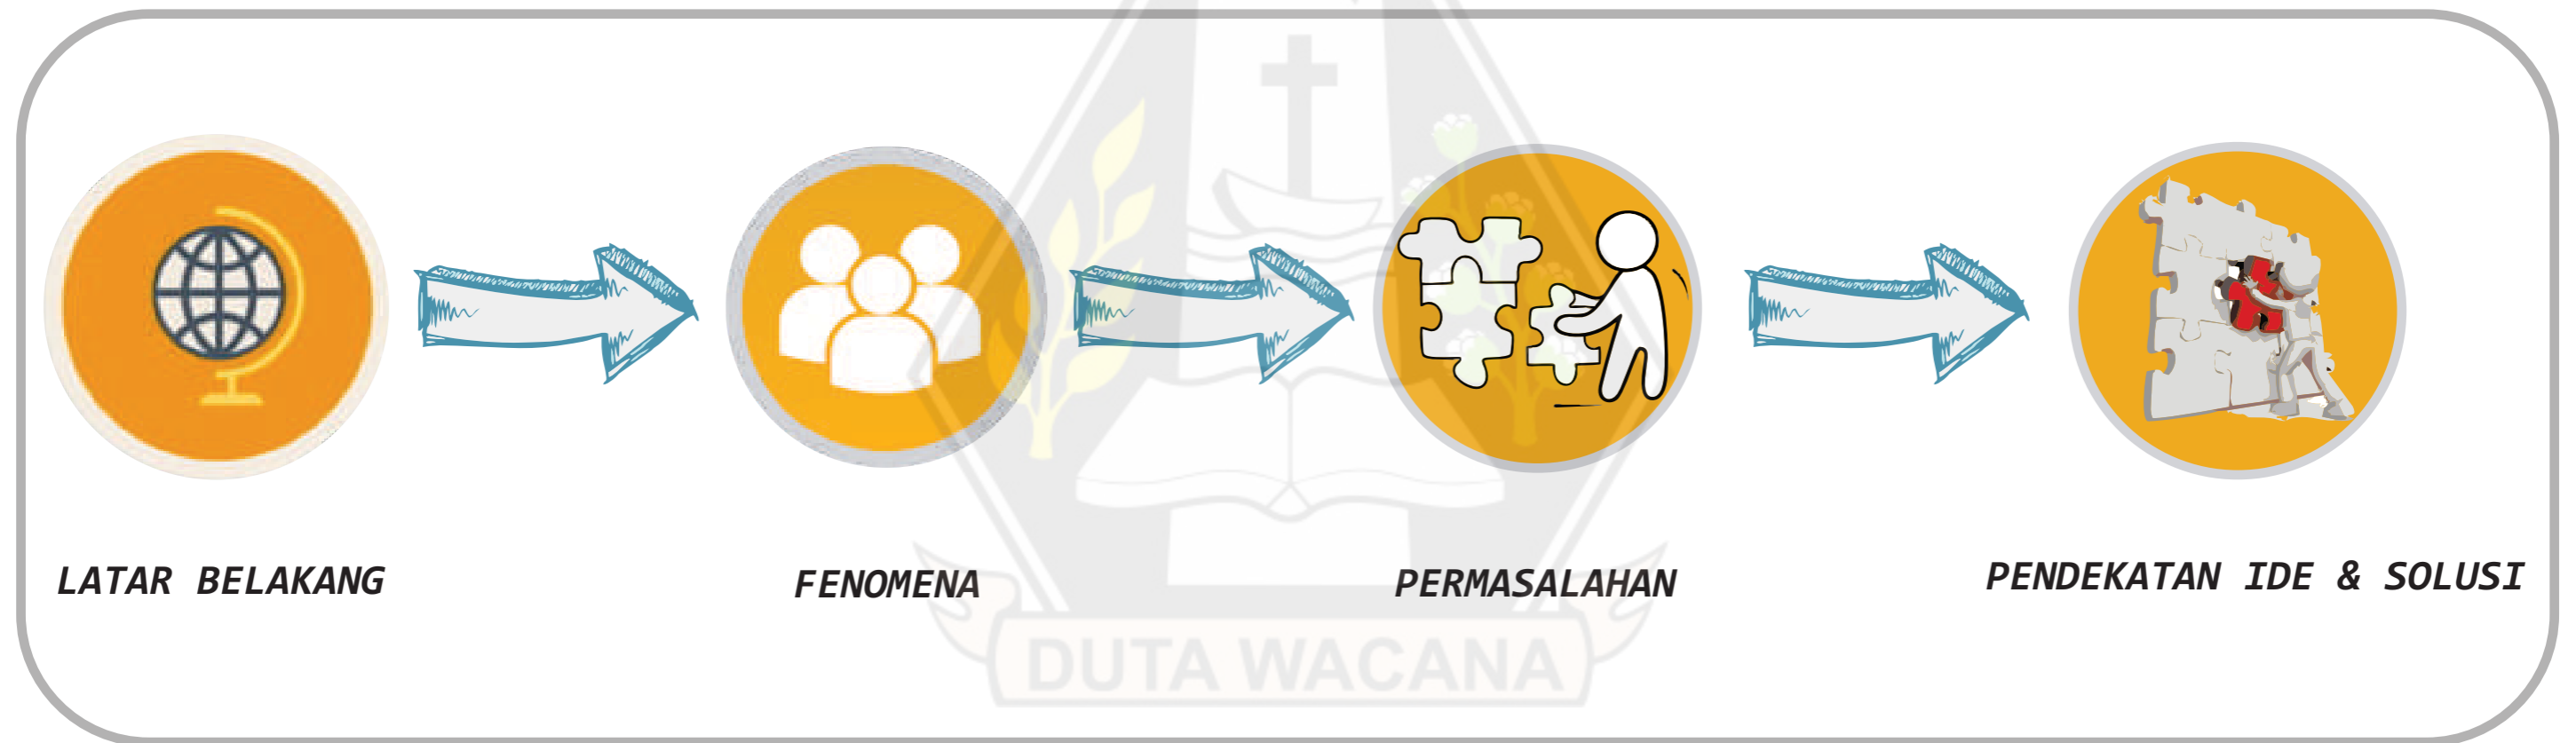 LATAR BELAKANG
FENOMENA
PERMASALAHAN
PENDEKATAN IDE & SOLUSI
DUTA WACANA